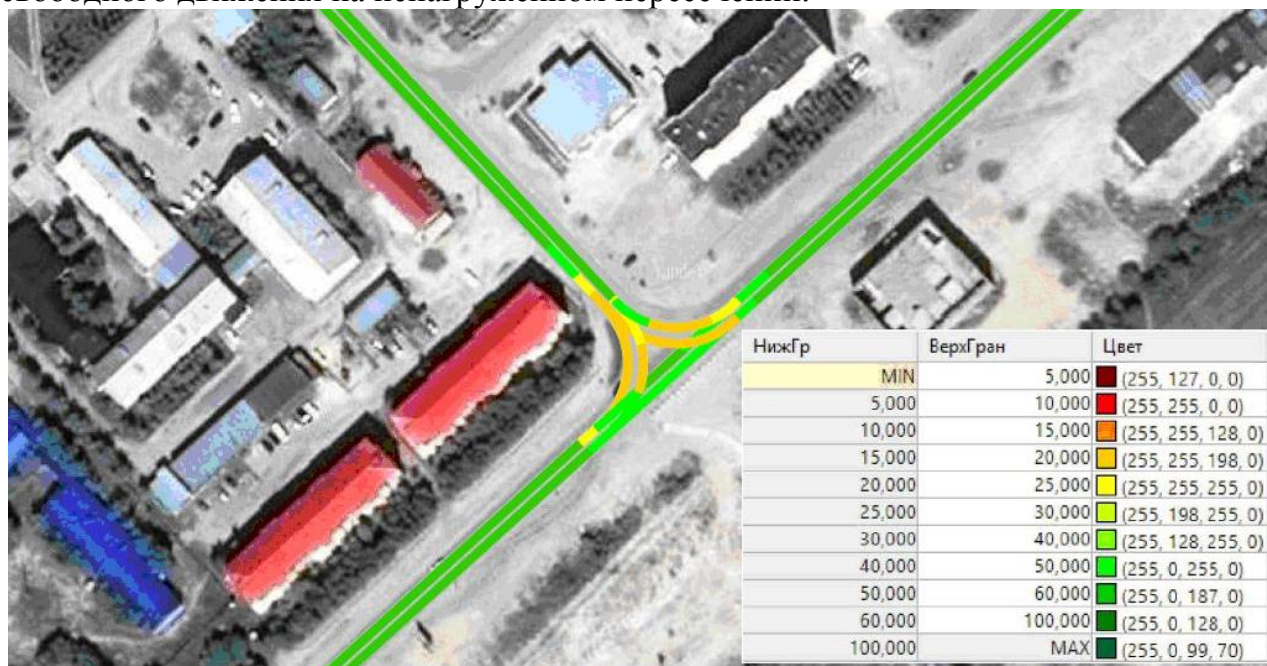 свободного движения на ненагруженном пересечении.
Yandex
НижГр ВерхГран Цвет
MIN 5,000 (255, 127, 0, 0)
5,000 10,000 (255, 255, 0, 0)
10,000 15,000 (255, 255, 128, 0)
15,000 20,000 (255, 255, 198, 0)
20,000 25,000 (255, 255, 255, 0)
25,000 30,000 (255, 198, 255, 0)
30,000 40,000 (255, 128, 255, 0)
40,000 50,000 (255, 0, 255, 0)
50,000 60,000 (255, 0, 187, 0)
60,000 100,000 (255, 0, 128, 0)
100,000 MAX (255, 0, 99, 70)